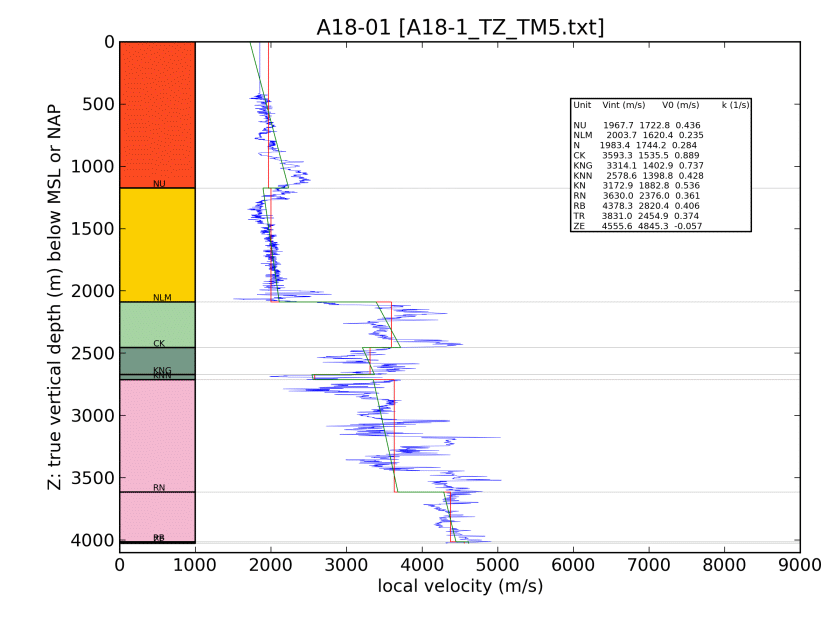 A18-01 [A18-1_TZ_TM5.txt]
Z: true vertical depth (m) below MSL or NAP
0
500
1000
1500
2000
2500
3000
3500
4000
NU
NLM
CK
KNG
KNN
RN
RB
Unit Vint (m/s) V0 (m/s) k (1/s)
NU 1967.7 1722.8 0.436
NLM 2003.7 1620.4 0.235
N 1983.4 1744.2 0.284
CK 3593.3 1535.5 0.889
KNG 3314.1 1402.9 0.737
KNN 2578.6 1398.8 0.428
KN 3172.9 1882.8 0.536
RN 3630.0 2376.0 0.361
RB 4378.3 2820.4 0.406
TR 3831.0 2454.9 0.374
ZE 4555.6 4845.3 -0.057
0 1000 2000 3000 4000 5000 6000 7000 8000 9000
local velocity (m/s)